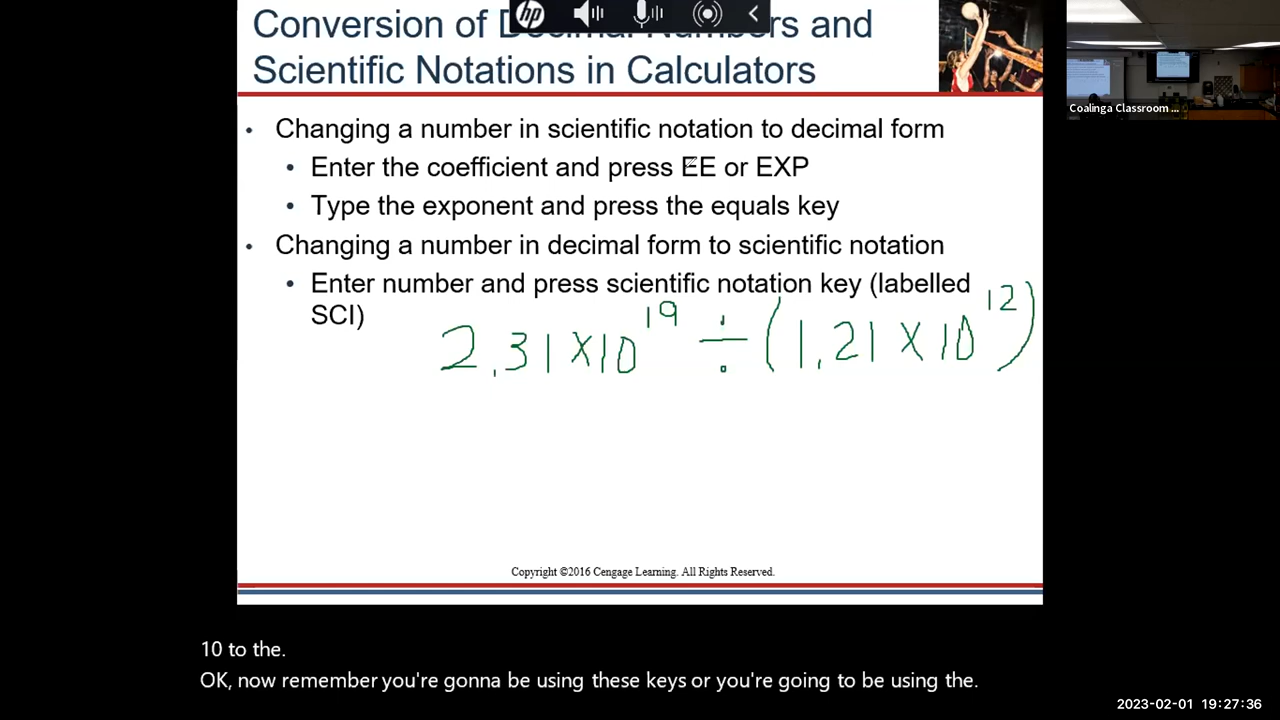 Conversion of Decimal Numbers and
Scientific Notations in Calculators
hp
Coalinga Classroom ...
• Changing a number in scientific notation to decimal form
• Enter the coefficient and press EE or EXP
• Type the exponent and press the equals key
• Changing a number in decimal form to scientific notation
• Enter number and press scientific notation key (labelled
SCI)
2.31 × 10^19 ÷ (1.21 × 10^12)
Copyright ©2016 Cengage Learning. All Rights Reserved.
10 to the.
OK, now remember you're gonna be using these keys or you're going to be using the.
2023-02-01 19:27:36